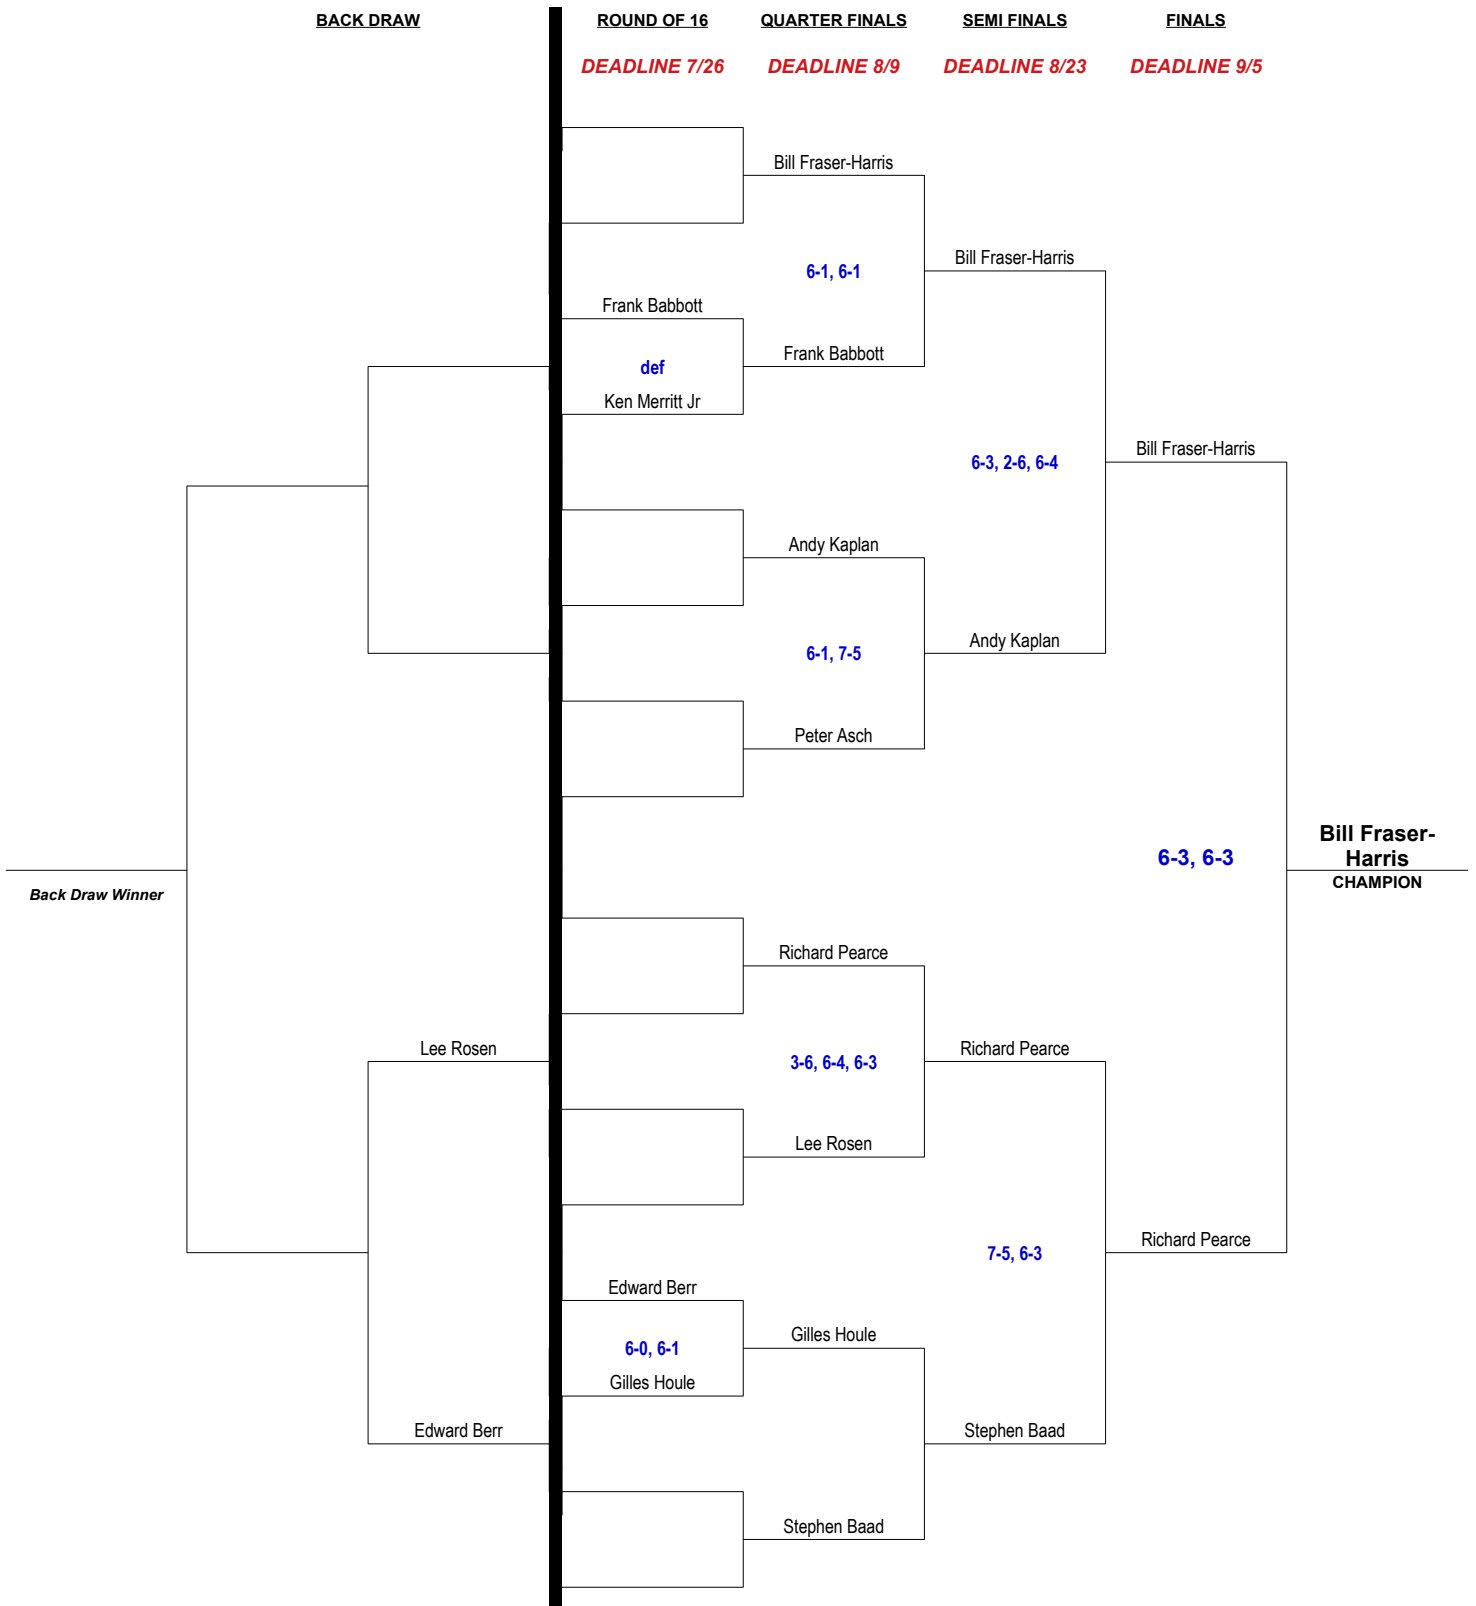 BACK DRAW
ROUND OF 16
QUARTER FINALS
SEMI FINALS
FINALS
DEADLINE 7/26
DEADLINE 8/9
DEADLINE 8/23
DEADLINE 9/5
Bill Fraser-Harris
Bill Fraser-Harris
6-1, 6-1
Frank Babbott
Frank Babbott
def
Ken Merritt Jr
Bill Fraser-Harris
6-3, 2-6, 6-4
Andy Kaplan
Andy Kaplan
6-1, 7-5
Peter Asch
Bill Fraser-
Harris
6-3, 6-3
CHAMPION
Back Draw Winner
Richard Pearce
Lee Rosen
Richard Pearce
3-6, 6-4, 6-3
Lee Rosen
Richard Pearce
7-5, 6-3
Edward Berr
Gilles Houle
6-0, 6-1
Gilles Houle
Edward Berr
Stephen Baad
Stephen Baad